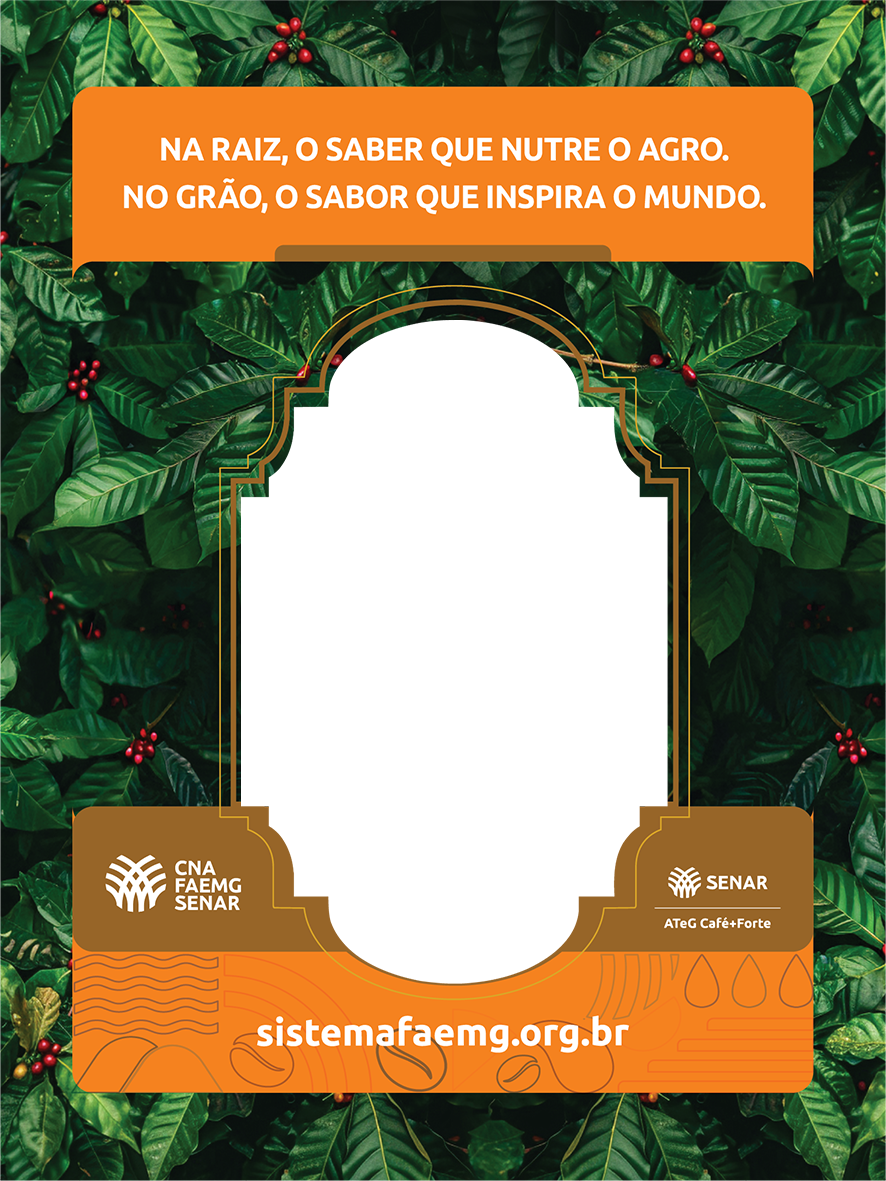 NA RAIZ, O SABER QUE NUTRE O AGRO.
NO GRÃO, O SABOR QUE INSPIRA O MUNDO.
CNA
FAEMG
SENAR
SENAR
ATeG Café+Forte
sistemafaemg.org.br